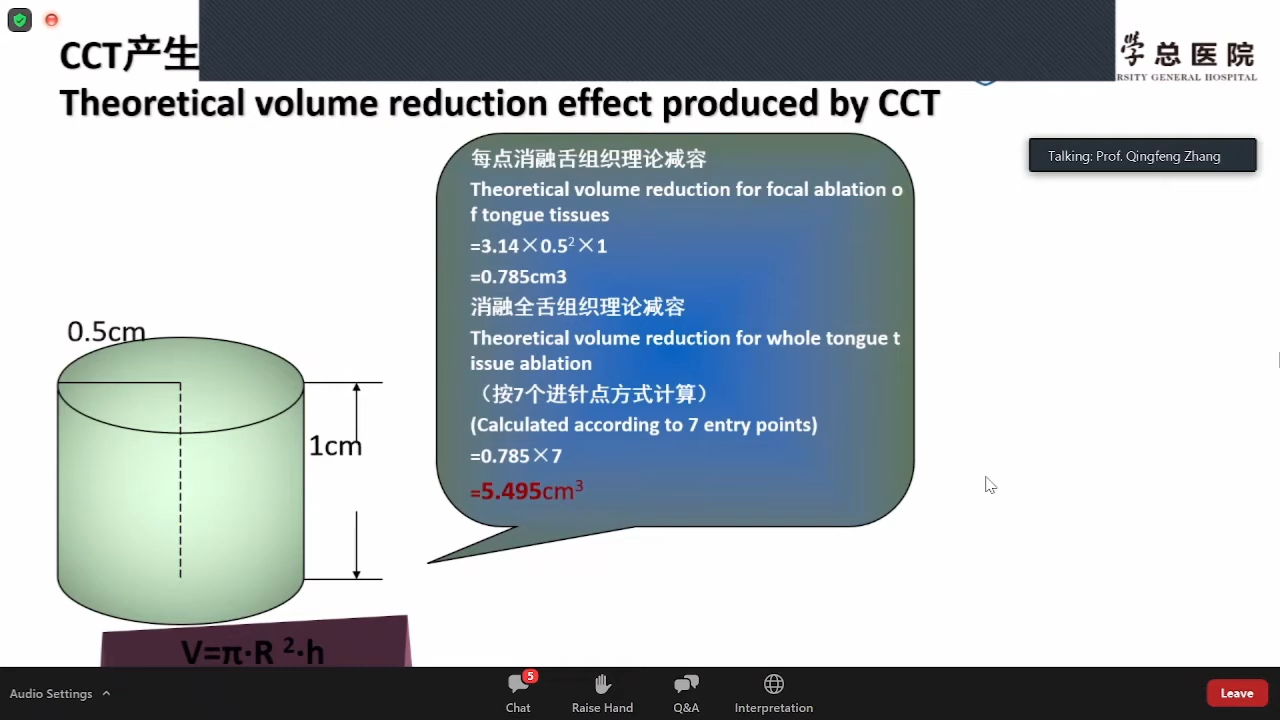 CCT产生
学总医院
RSITY GENERAL HOSPITAL
Theoretical volume reduction effect produced by CCT
Talking: Prof. Qingfeng Zhang
每点消融舌组织理论减容
Theoretical volume reduction for focal ablation o
f tongue tissues
=3.14×0.5²×1
=0.785cm3
消融全舌组织理论减容
Theoretical volume reduction for whole tongue t
issue ablation
（按7个进针点方式计算）
(Calculated according to 7 entry points)
=0.785×7
=5.495cm³
0.5cm
1cm
V=π·R ²·h
Audio Settings
5
Chat
Raise Hand
Q&A
Interpretation
Leave